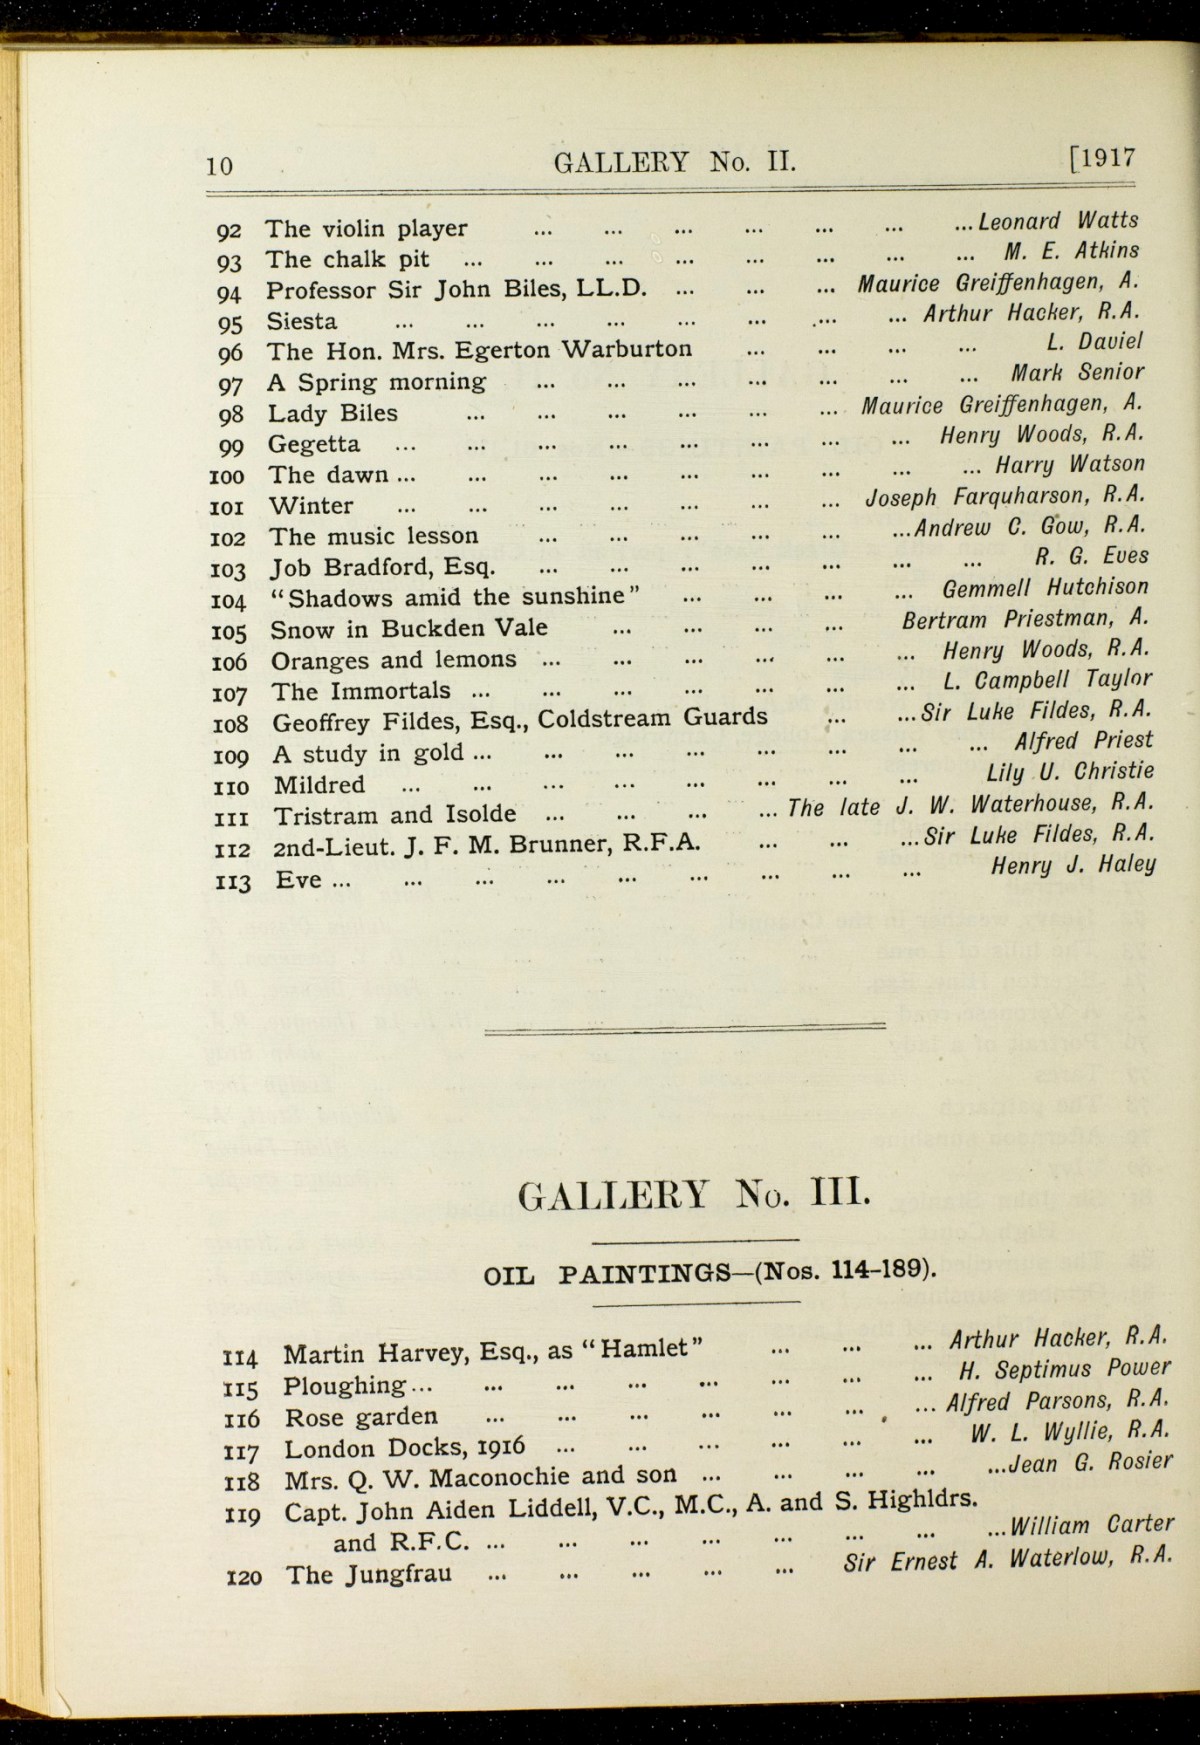 10 GALLERY No. II. [1917
92 The violin player ... ... ... ... ... ... ...Leonard Watts
93 The chalk pit ... ... ... ... ... ... ... ... M. E. Atkins
94 Professor Sir John Biles, LL.D. ... ... ... Maurice Greiffenhagen, A.
95 Siesta ... ... ... ... ... ... ... ... Arthur Hacker, R.A.
96 The Hon. Mrs. Egerton Warburton ... ... ... ... L. Daviel
97 A Spring morning ... ... ... ... ... ... ... Mark Senior
98 Lady Biles ... ... ... ... ... ... Maurice Greiffenhagen, A.
99 Gegetta ... ... ... ... ... ... ... ... Henry Woods, R.A.
100 The dawn ... ... ... ... ... ... ... ... ... Harry Watson
101 Winter ... ... ... ... ... ... ... Joseph Farquharson, R.A.
102 The music lesson ... ... ... ... ... ...Andrew C. Gow, R.A.
103 Job Bradford, Esq. ... ... ... ... ... ... ... R. G. Eves
104 "Shadows amid the sunshine" ... ... ... ... Gemmell Hutchison
105 Snow in Buckden Vale ... ... ... ... Bertram Priestman, A.
106 Oranges and lemons ... ... ... ... ... ... Henry Woods, R.A.
107 The Immortals ... ... ... ... ... ... ... L. Campbell Taylor
108 Geoffrey Fildes, Esq., Coldstream Guards ... ...Sir Luke Fildes, R.A.
109 A study in gold ... ... ... ... ... ... ... ... Alfred Priest
110 Mildred ... ... ... ... ... ... ... ... Lily U. Christie
111 Tristram and Isolde ... ... ... ... The late J. W. Waterhouse, R.A.
112 2nd-Lieut. J. F. M. Brunner, R.F.A. ... ... ...Sir Luke Fildes, R.A.
113 Eve ... ... ... ... ... ... ... ... ... Henry J. Haley
GALLERY No. III.
OIL PAINTINGS—(Nos. 114-189).
114 Martin Harvey, Esq., as "Hamlet" ... ... ... Arthur Hacker, R.A.
115 Ploughing ... ... ... ... ... ... ... ... H. Septimus Power
116 Rose garden ... ... ... ... ... ... ... Alfred Parsons, R.A.
117 London Docks, 1916 ... ... ... ... ... ... W. L. Wyllie, R.A.
118 Mrs. Q. W. Maconochie and son ... ... ... ... ...Jean G. Rosier
119 Capt. John Aiden Liddell, V.C., M.C., A. and S. Highldrs.
and R.F.C. ... ... ... ... ... ... ... ...William Carter
120 The Jungfrau ... ... ... ... ... Sir Ernest A. Waterlow, R.A.